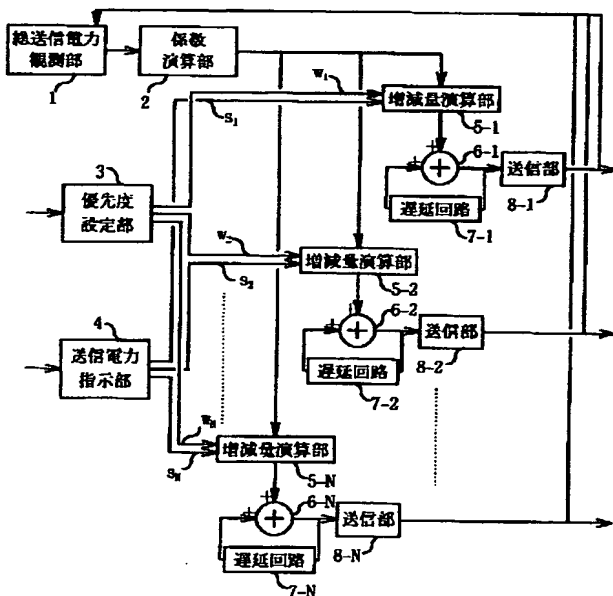 総送信電力
観測部
1
係数
演算部
2
w₁
s₁
増減量演算部
5-1
+
+
6-1
遅延回路
7-1
送信部
8-1
3
優先度
設定部
s₂
増減量演算部
5-2
+
6-2
遅延回路
7-2
送信部
8-2
4
送信電力
指示部
w_N
s_N
増減量演算部
5-N
+
+
6-N
遅延回路
7-N
送信部
8-N